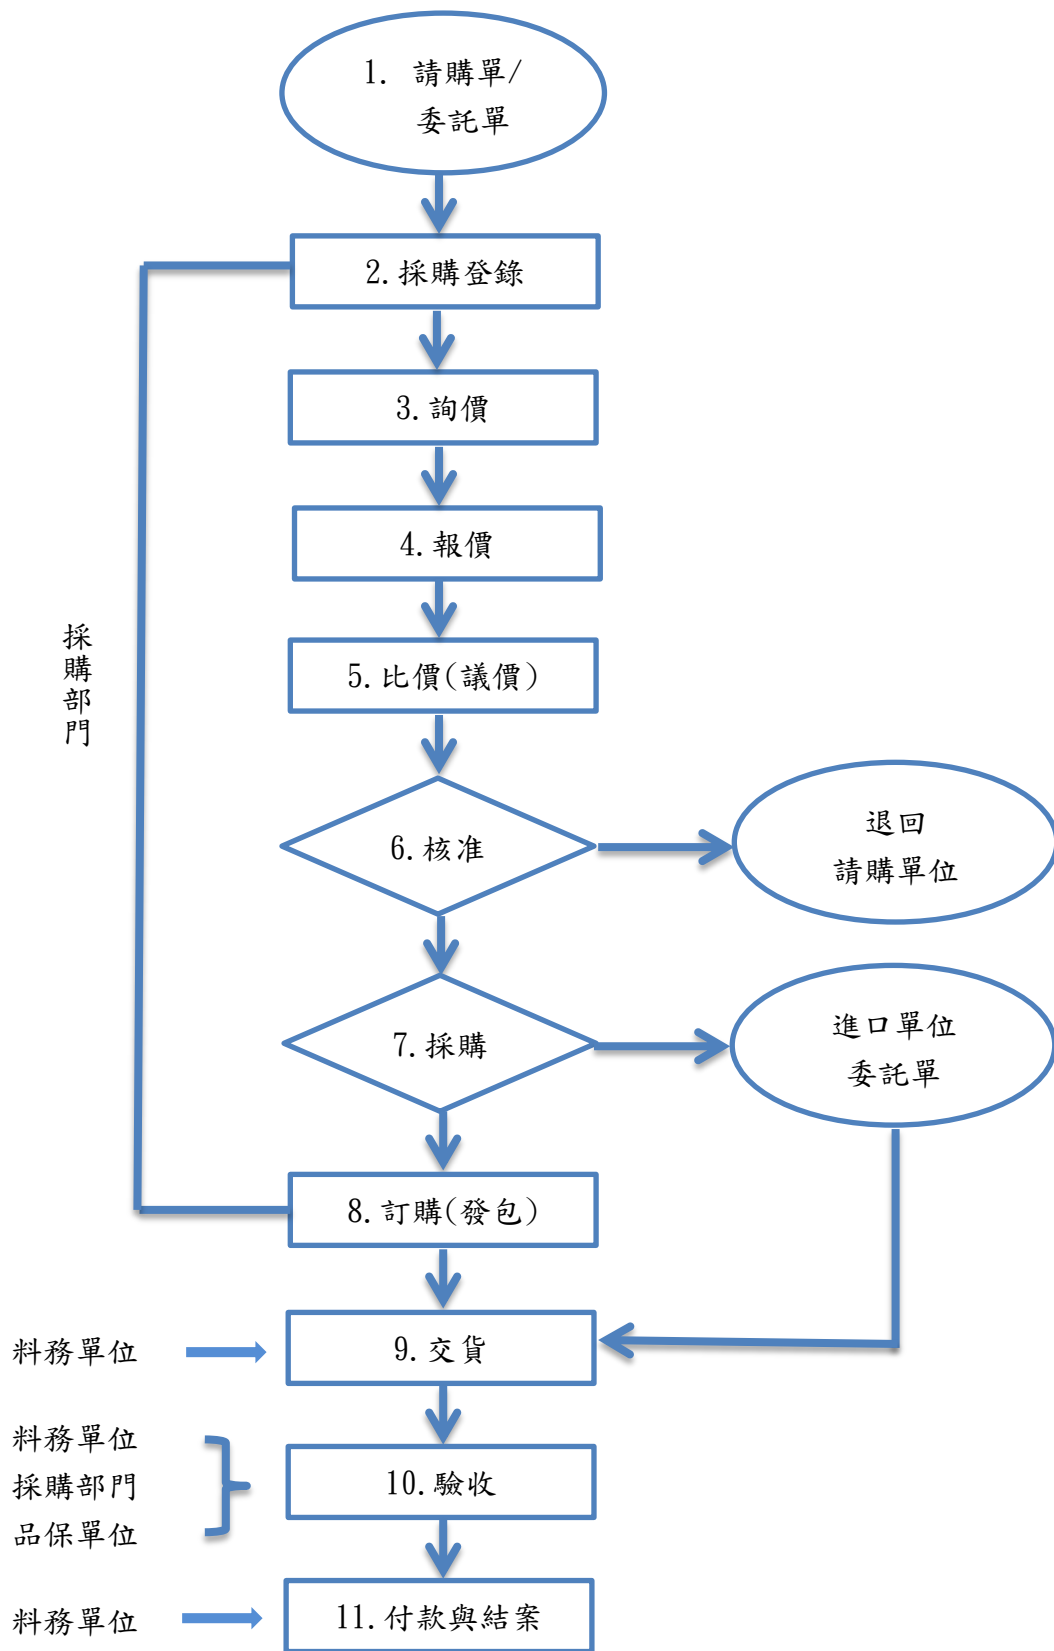 1. 請購單/
委託單
2.採購登錄
3.詢價
4.報價
採購部門
5.比價(議價)
6.核准
退回
請購單位
7.採購
進口單位
委託單
8.訂購(發包)
料務單位
9.交貨
料務單位
採購部門
品保單位
10.驗收
料務單位
11.付款與結案